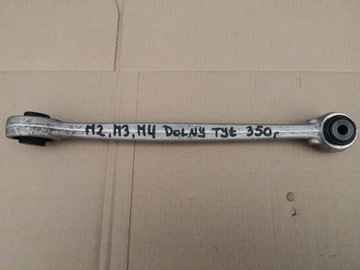 M2, M3, M4 DOLNY TYŁ 350,